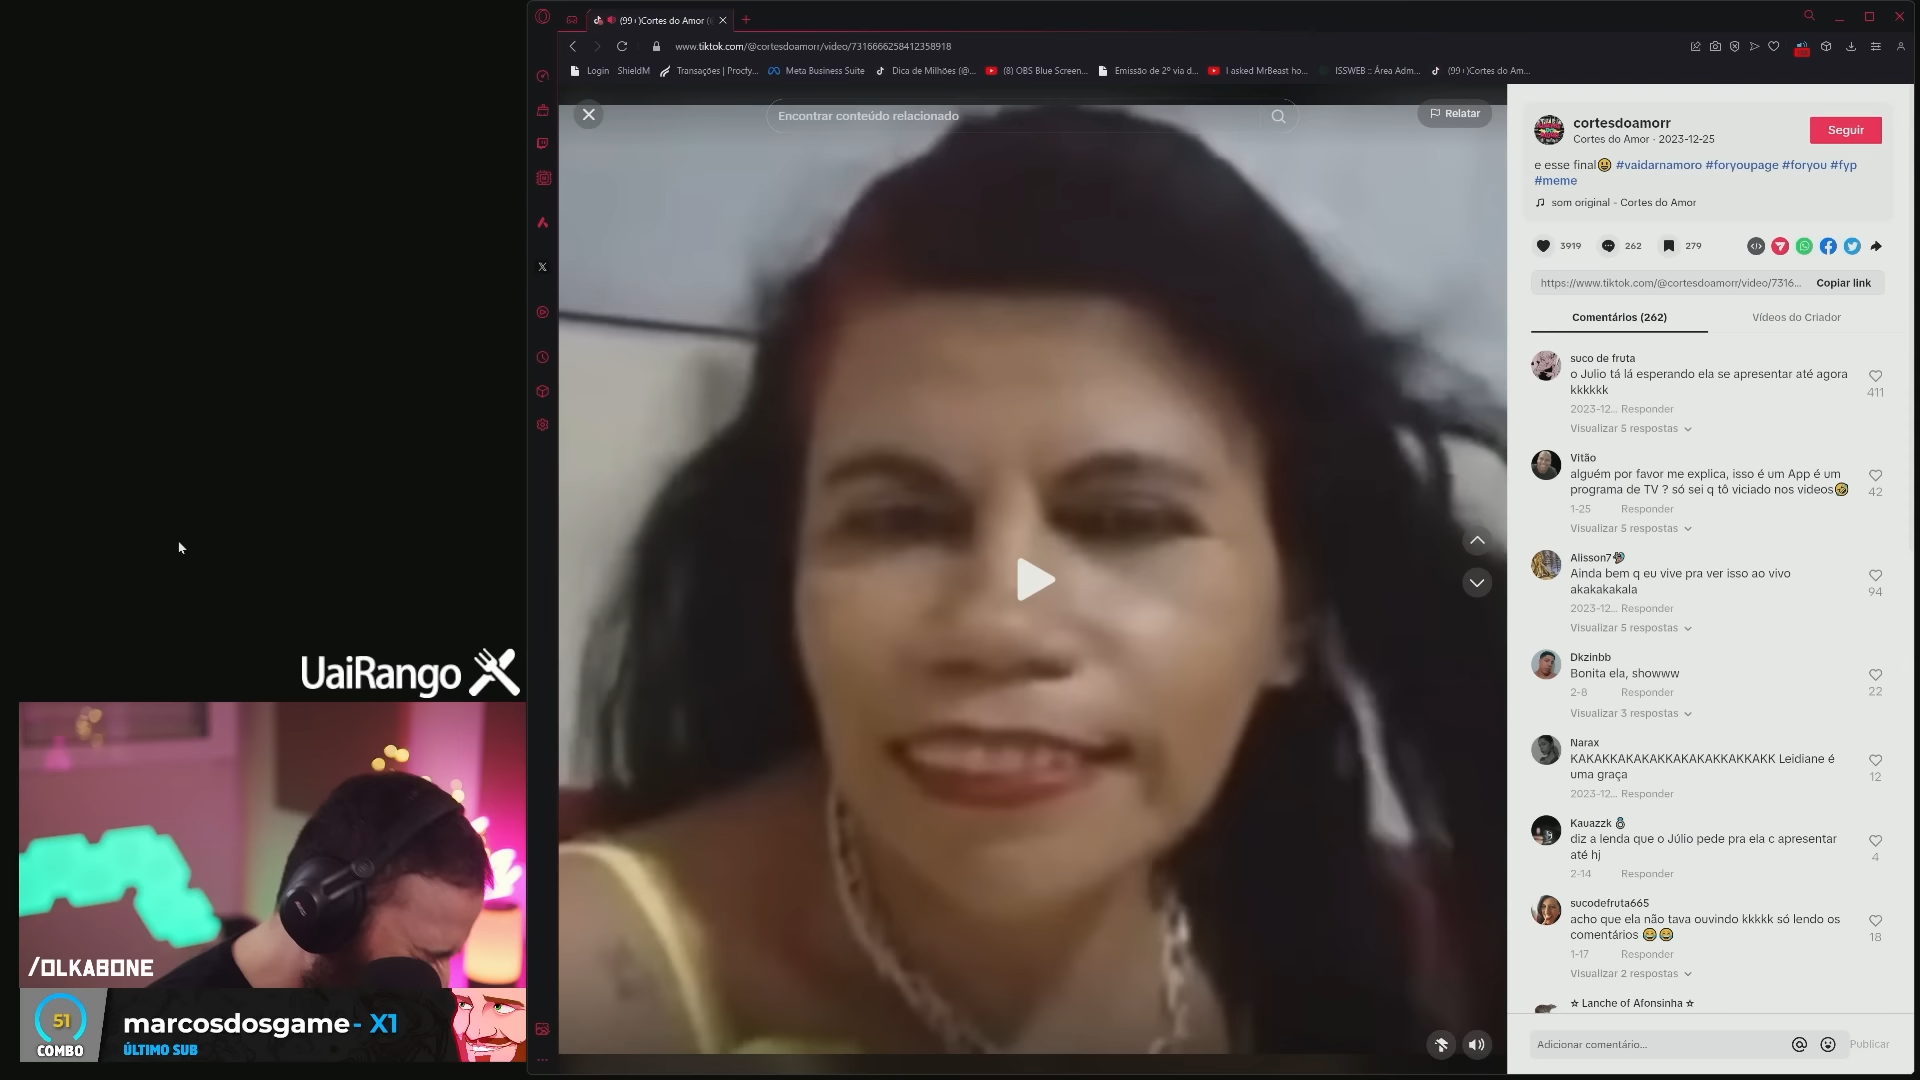 (99+)Cortes do Amor (
www.tiktok.com/@cortesdoamorr/video/7316666258412358918
Login
ShieldM
Transações | Procfy...
Meta Business Suite
Dica de Milhões (@...
(8) OBS Blue Screen...
Emissão de 2º via d...
I asked MrBeast ho...
ISSWEB :: Área Adm...
(99+)Cortes do Am...
Encontrar conteúdo relacionado
Relatar
cortesdoamorr
Cortes do Amor · 2023-12-25
Seguir
e esse final😀 #vaidarnamoro #foryoupage #foryou #fyp
#meme
som original - Cortes do Amor
3919
262
279
https://www.tiktok.com/@cortesdoamorr/video/7316...
Copiar link
Comentários (262)
Vídeos do Criador
suco de fruta
o Julio tá lá esperando ela se apresentar até agora
kkkkkk
411
2023-12... Responder
Visualizar 5 respostas
Vitão
alguém por favor me explica, isso é um App é um
programa de TV ? só sei q tô viciado nos videos🤣
42
1-25 Responder
Visualizar 5 respostas
Alisson7
Ainda bem q eu vive pra ver isso ao vivo
akakakakala
94
2023-12... Responder
Visualizar 5 respostas
Dkzinbb
Bonita ela, showww
22
2-8 Responder
Visualizar 3 respostas
Narax
KAKAKKAKAKAKKAKAKAKKAKKAKK Leidiane é
uma graça
12
2023-12... Responder
Kauazzk
diz a lenda que o Júlio pede pra ela c apresentar
até hj
4
2-14 Responder
sucodefruta665
acho que ela não tava ouvindo kkkkk só lendo os
comentários 😂😂
18
1-17 Responder
Visualizar 2 respostas
☆ Lanche of Afonsinha ☆
Adicionar comentário...
Publicar
UaiRango
/OLKABONE
51
COMBO
marcosdosgame - X1
ÚLTIMO SUB